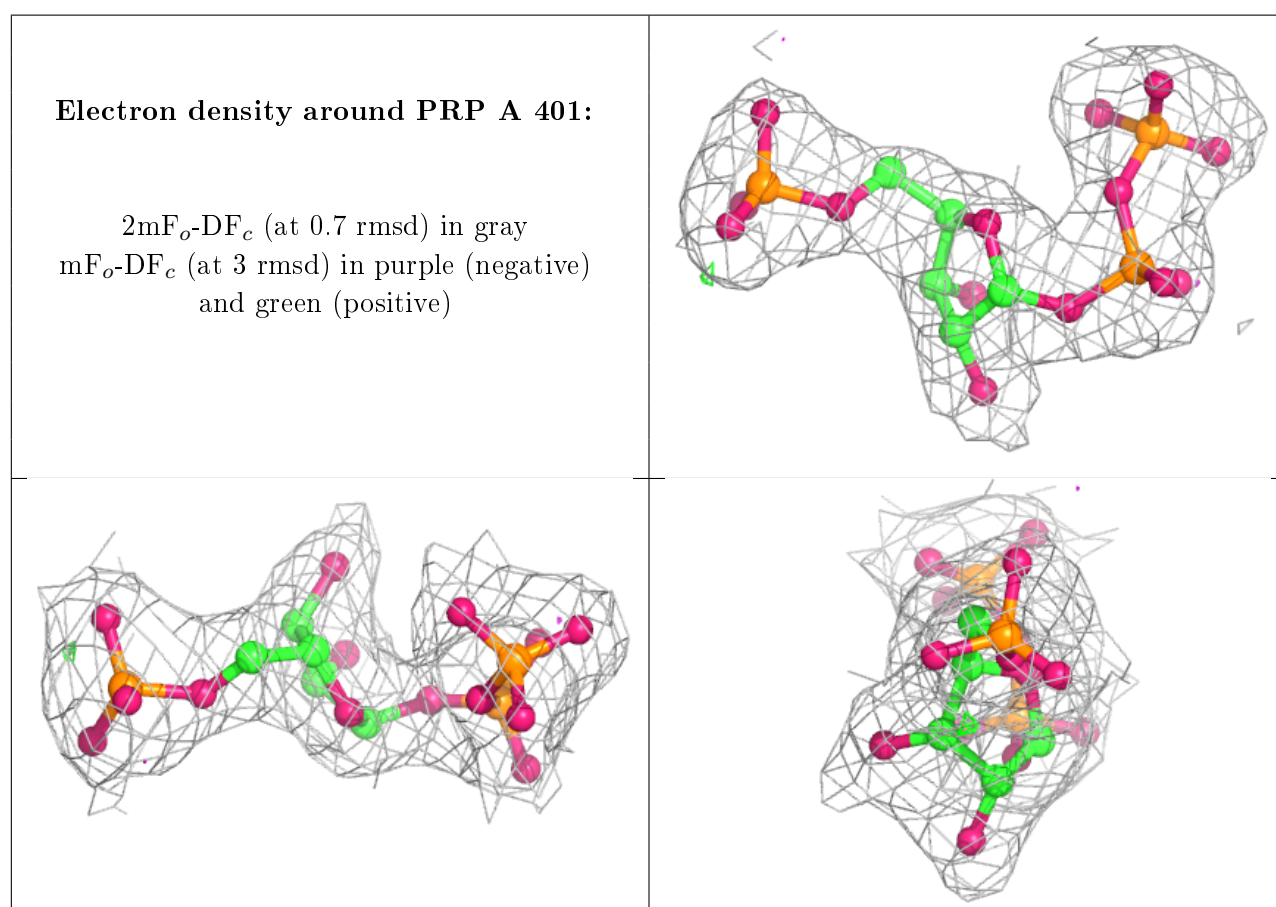 Electron density around PRP A 401:
2mFo-DFc (at 0.7 rmsd) in gray
mFo-DFc (at 3 rmsd) in purple (negative)
and green (positive)